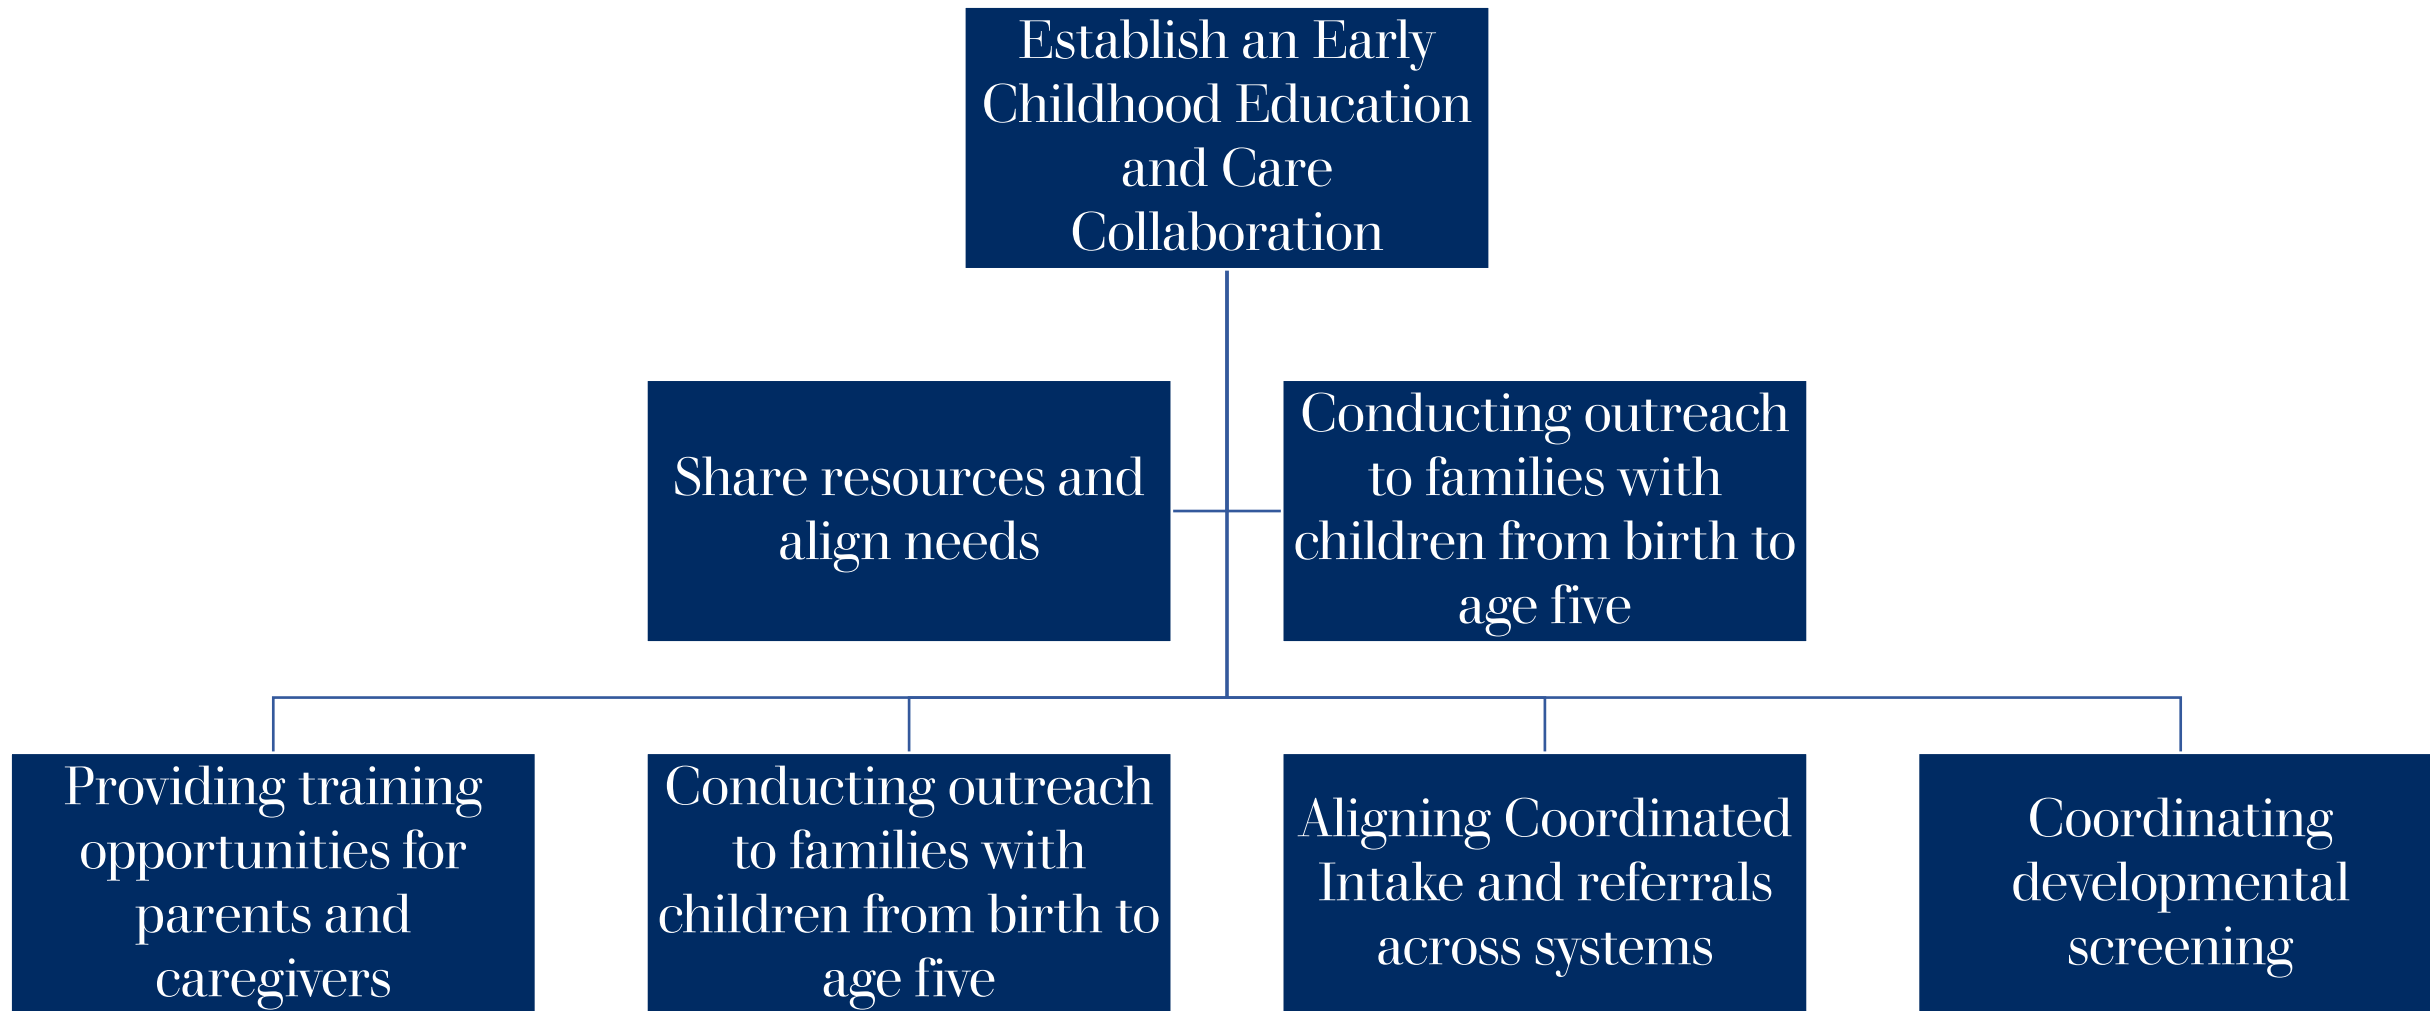 Establish an Early
Childhood Education
and Care
Collaboration
Share resources and
align needs
Conducting outreach
to families with
children from birth to
age five
Providing training
opportunities for
parents and
caregivers
Conducting outreach
to families with
children from birth to
age five
Aligning Coordinated
Intake and referrals
across systems
Coordinating
developmental
screening